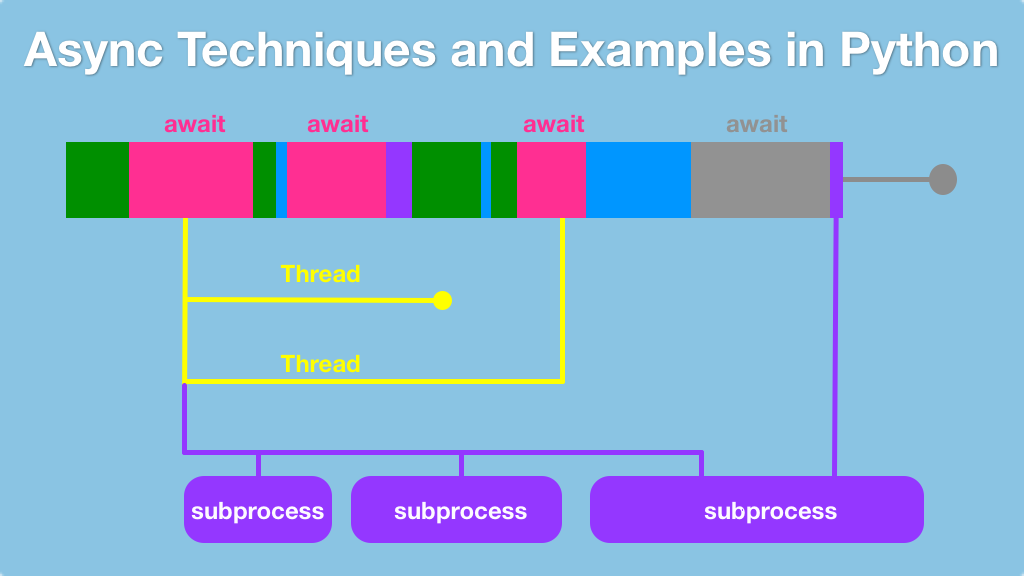 Async Techniques and Examples in Python
await await await await
Thread
Thread
subprocess subprocess subprocess